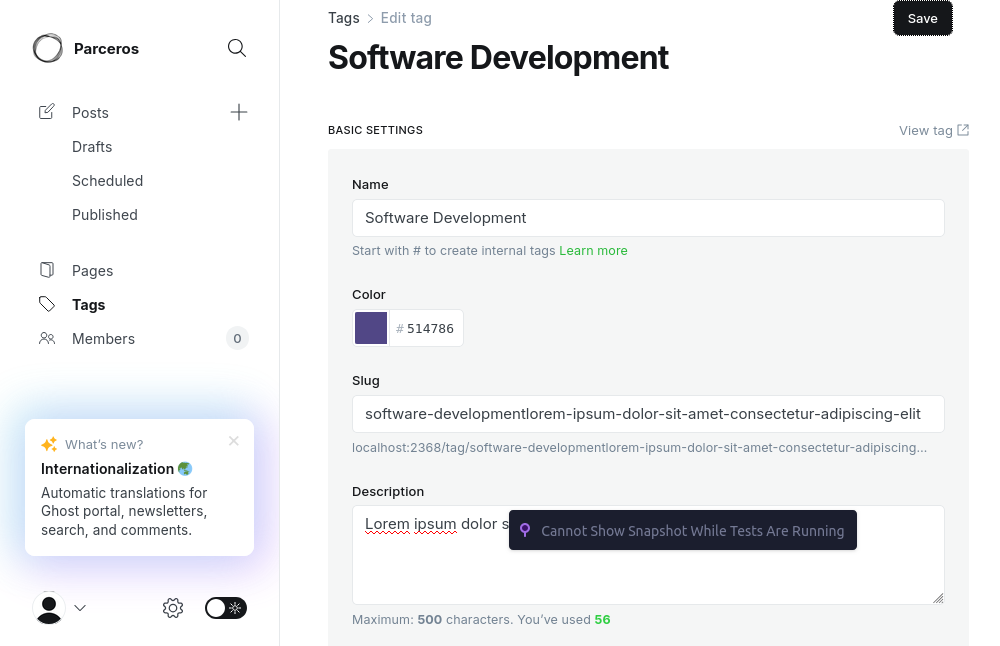 Parceros
Posts
Drafts
Scheduled
Published
Pages
Tags
Members
0
What's new?
Internationalization
Automatic translations for
Ghost portal, newsletters,
search, and comments.
Tags > Edit tag
Save
Software Development
BASIC SETTINGS
View tag
Name
Software Development
Start with # to create internal tags Learn more
Color
# 514786
Slug
software-developmentlorem-ipsum-dolor-sit-amet-consectetur-adipiscing-elit
localhost:2368/tag/software-developmentlorem-ipsum-dolor-sit-amet-consectetur-adipiscing...
Description
Lorem ipsum dolor s
Cannot Show Snapshot While Tests Are Running
Maximum: 500 characters. You've used 56